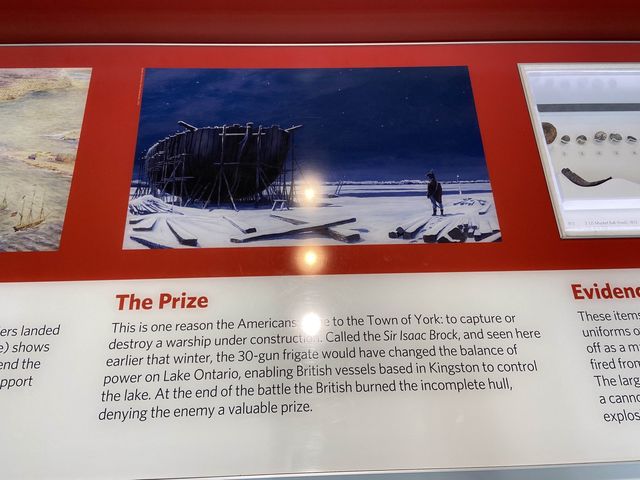 The Prize
This is one reason the Americans to the Town of York: to capture or
destroy a warship under construction. Called the Sir Isaac Brock, and seen here
earlier that winter, the 30-gun frigate would have changed the balance of
power on Lake Ontario, enabling British vessels based in Kingston to control
the lake. At the end of the battle the British burned the incomplete hull,
denying the enemy a valuable prize.
ers landed
e) shows
end the
pport
Evidenc
These items
uniforms o
off as a m
fired from
The larg
a canno
explos